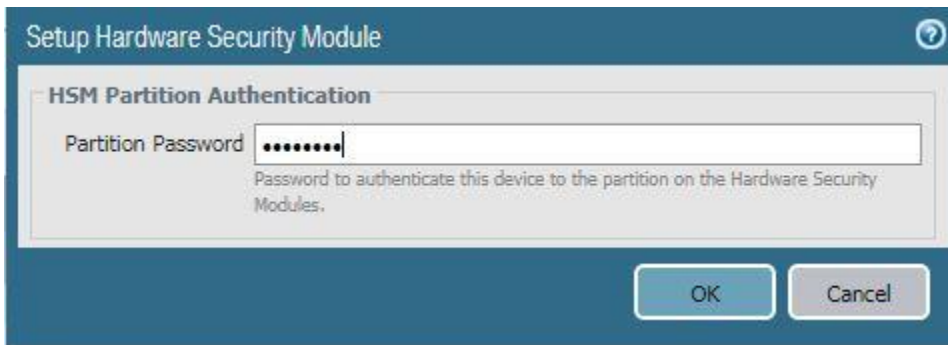 Setup Hardware Security Module
HSM Partition Authentication
Partition Password ••••••••
Password to authenticate this device to the partition on the Hardware Security
Modules.
OK Cancel